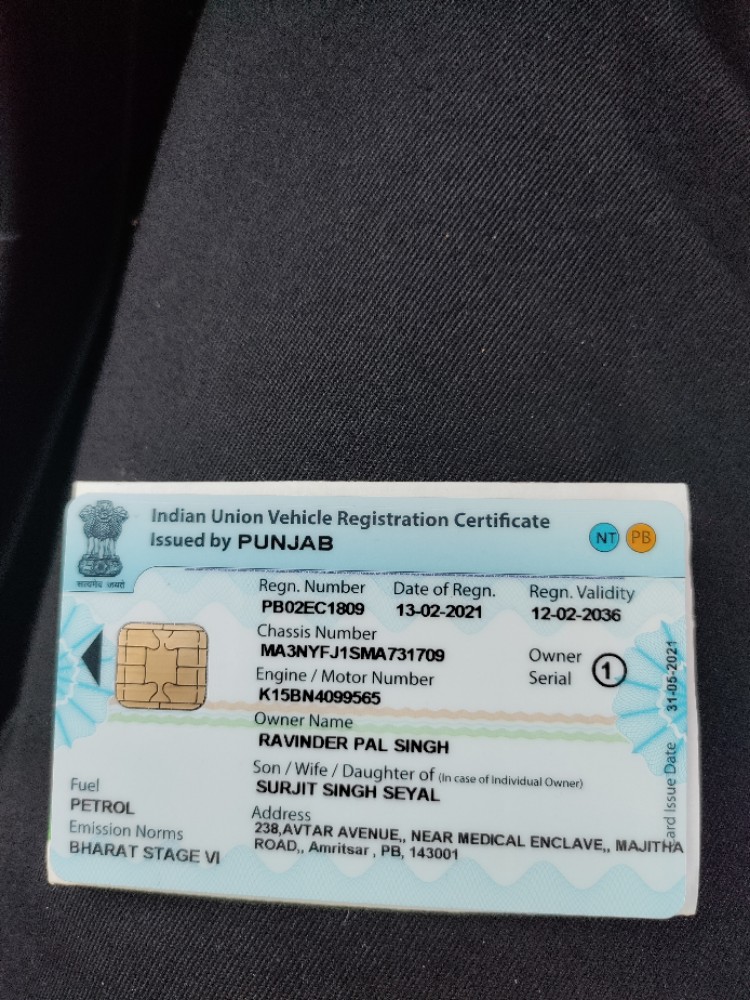 Indian Union Vehicle Registration Certificate
Issued by PUNJAB
NT PB
सत्यमेव जयते
Regn. Number Date of Regn. Regn. Validity
PB02EC1809 13-02-2021 12-02-2036
Chassis Number
MA3NYFJ1SMA731709
Owner Serial 1
Engine / Motor Number
K15BN4099565
Owner Name
RAVINDER PAL SINGH
Son / Wife / Daughter of (In case of Individual Owner)
SURJIT SINGH SEYAL
Fuel
PETROL
Emission Norms
BHARAT STAGE VI
Address
238,AVTAR AVENUE,, NEAR MEDICAL ENCLAVE,, MAJITHA
ROAD,, Amritsar , PB, 143001
ard Issue Date 31-05-2021